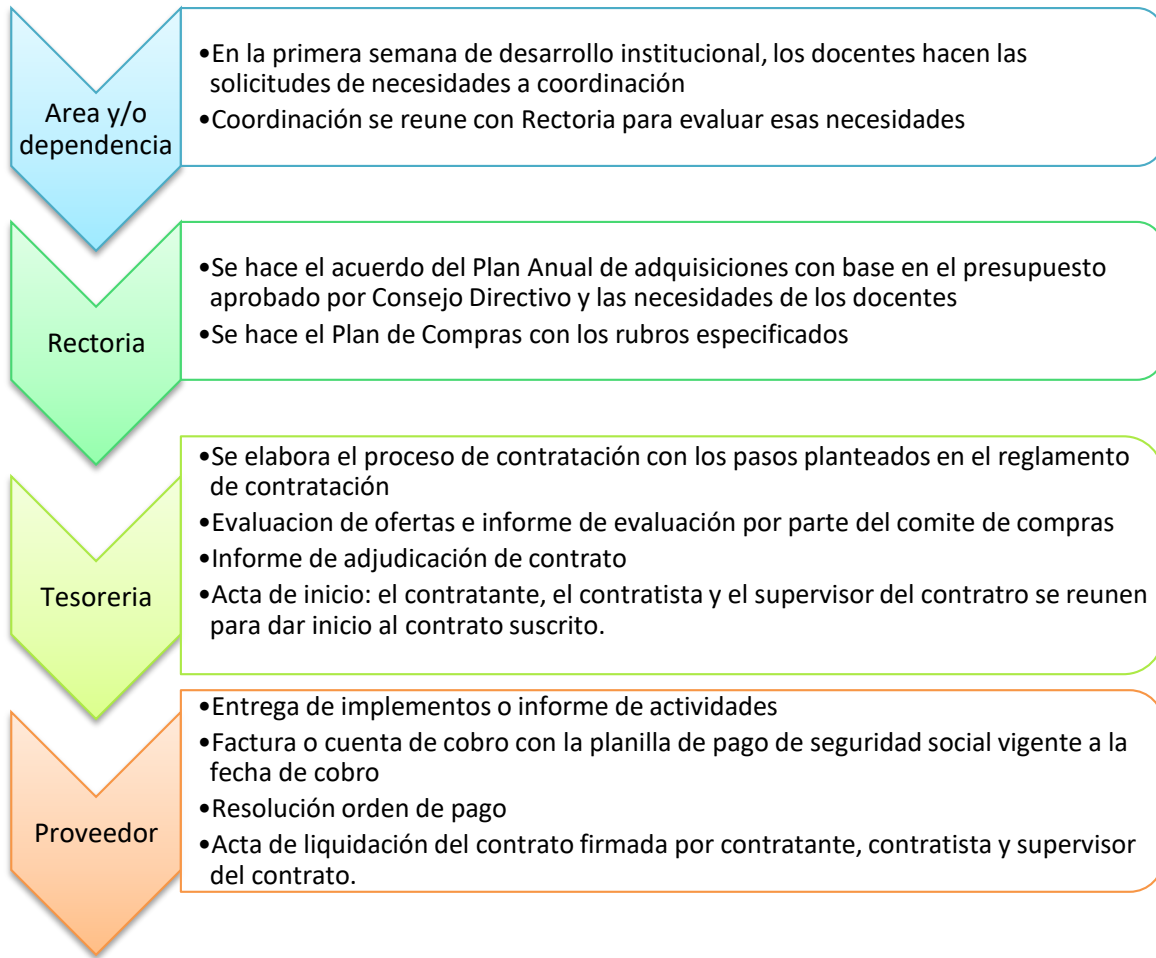 Area y/o
dependencia
•En la primera semana de desarrollo institucional, los docentes hacen las
solicitudes de necesidades a coordinación
•Coordinación se reune con Rectoria para evaluar esas necesidades
Rectoria
•Se hace el acuerdo del Plan Anual de adquisiciones con base en el presupuesto
aprobado por Consejo Directivo y las necesidades de los docentes
•Se hace el Plan de Compras con los rubros especificados
Tesoreria
•Se elabora el proceso de contratación con los pasos planteados en el reglamento
de contratación
•Evaluacion de ofertas e informe de evaluación por parte del comite de compras
•Informe de adjudicación de contrato
•Acta de inicio: el contratante, el contratista y el supervisor del contratro se reunen
para dar inicio al contrato suscrito.
Proveedor
•Entrega de implementos o informe de actividades
•Factura o cuenta de cobro con la planilla de pago de seguridad social vigente a la
fecha de cobro
•Resolución orden de pago
•Acta de liquidación del contrato firmada por contratante, contratista y supervisor
del contrato.